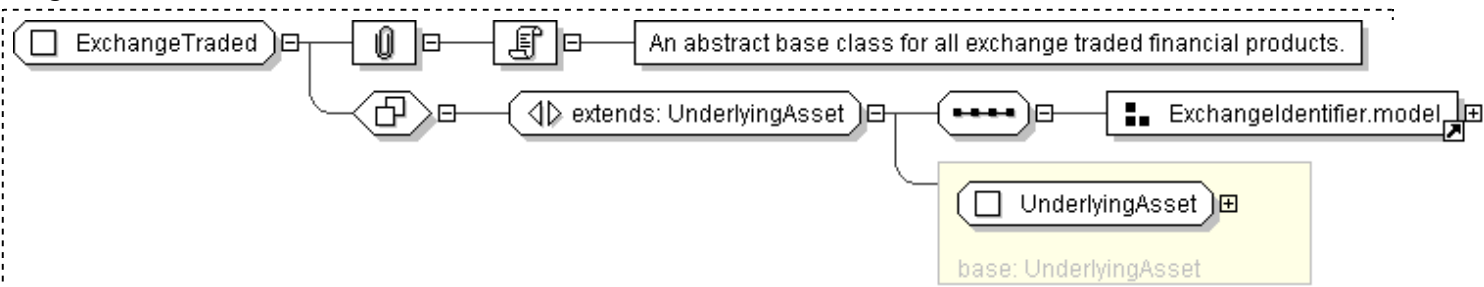 ExchangeTraded
An abstract base class for all exchange traded financial products.
extends: UnderlyingAsset
ExchangeIdentifier.model
UnderlyingAsset
base: UnderlyingAsset